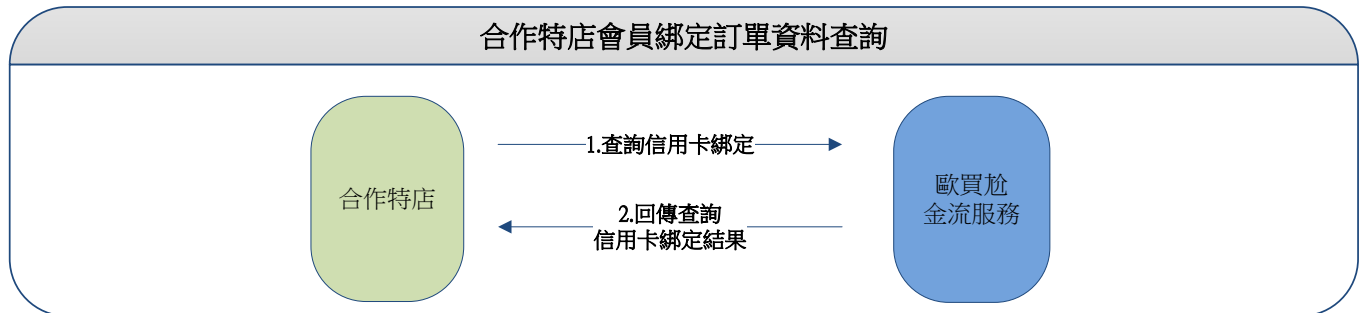 合作特店會員綁定訂單資料查詢
合作特店
1.查詢信用卡綁定
2.回傳查詢
信用卡綁定結果
歐買尬
金流服務